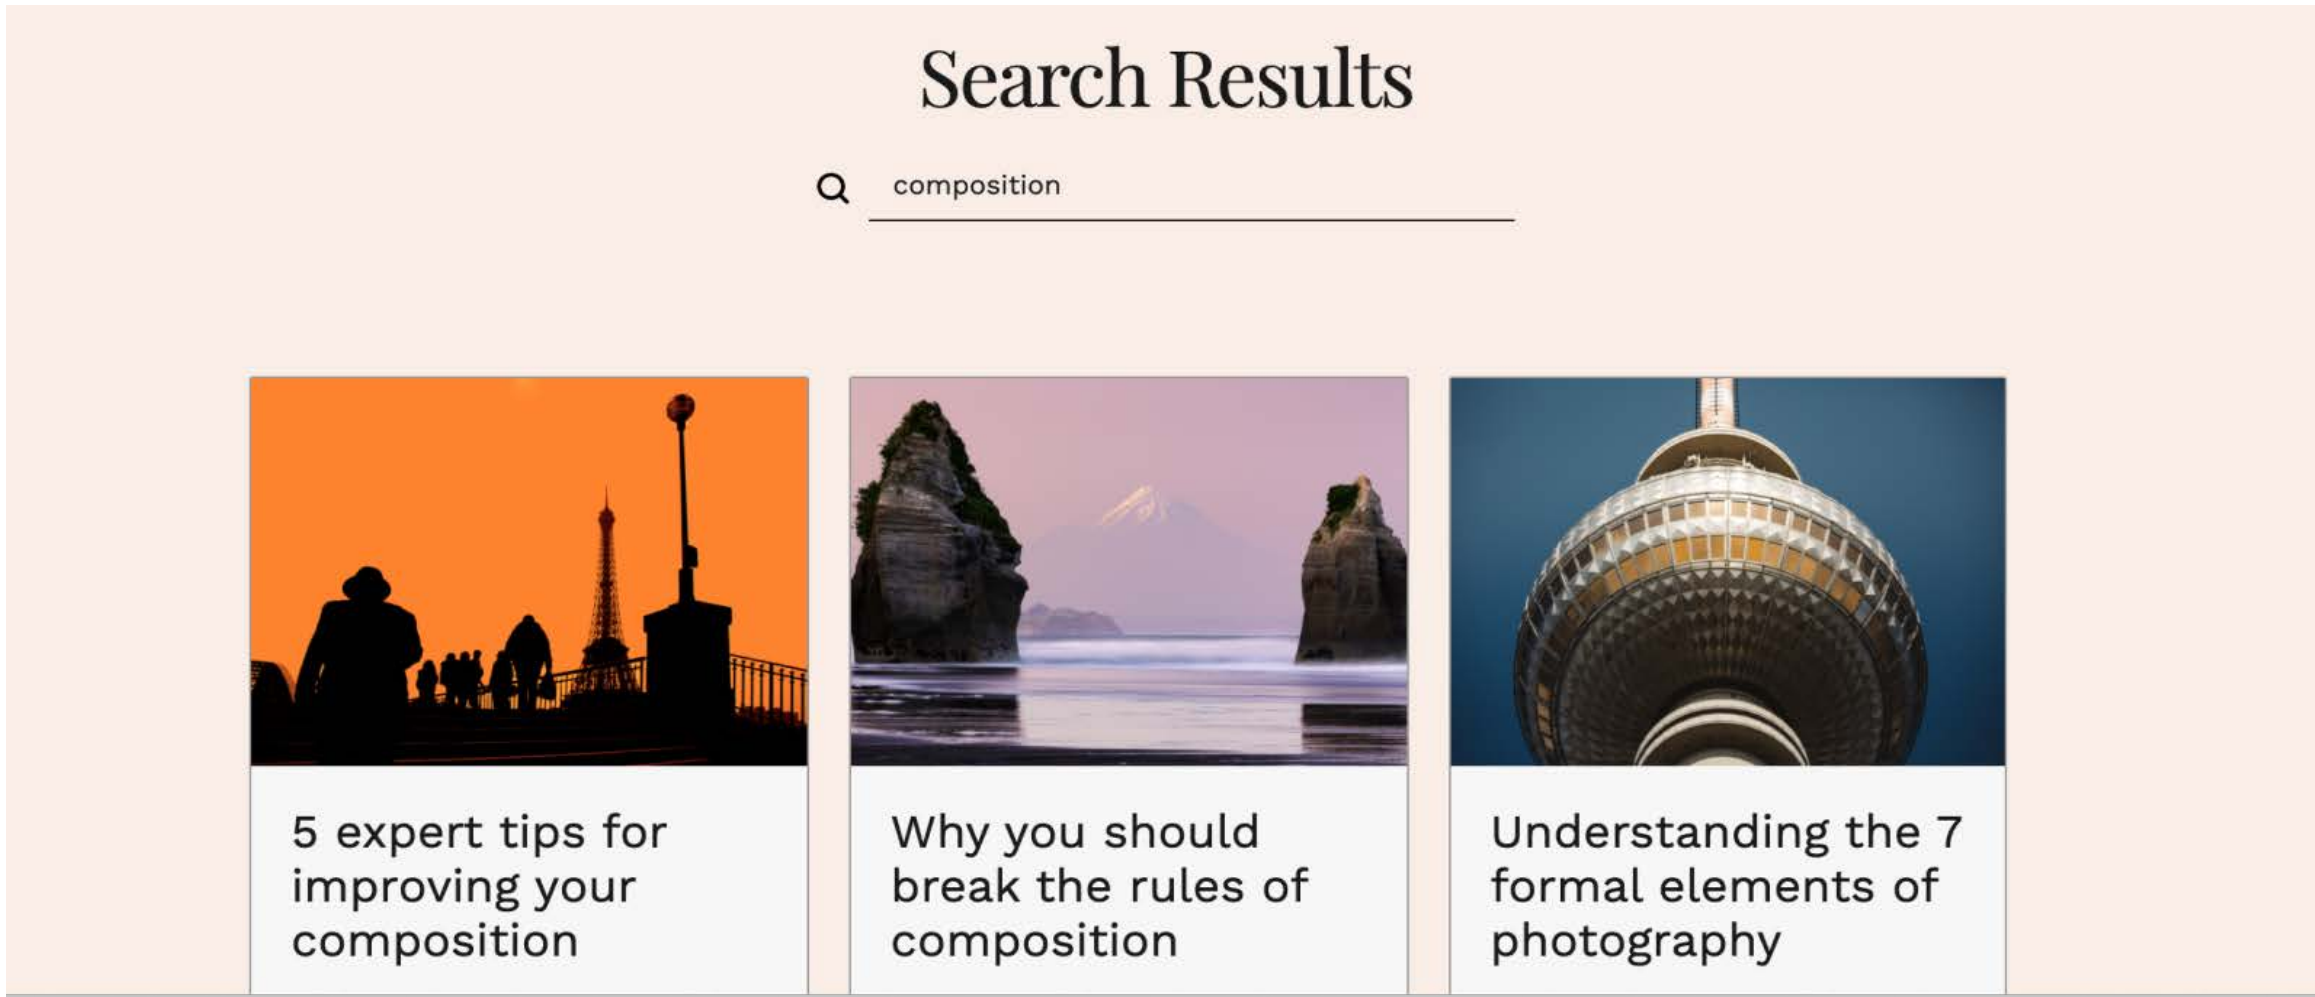 Search Results
composition
5 expert tips for
improving your
composition
Why you should
break the rules of
composition
Understanding the 7
formal elements of
photography